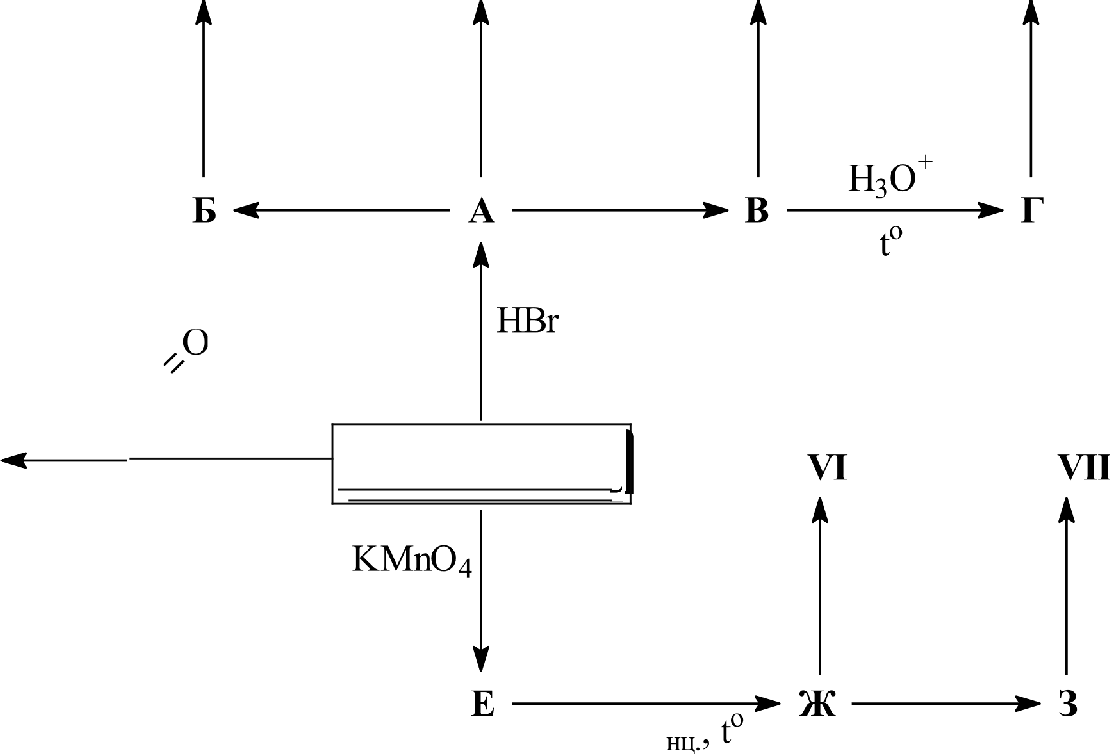 H₃O⁺
Б А В Г
t°
HBr
=O
VI VII
KMnO₄
Е Ж З
нц., t°